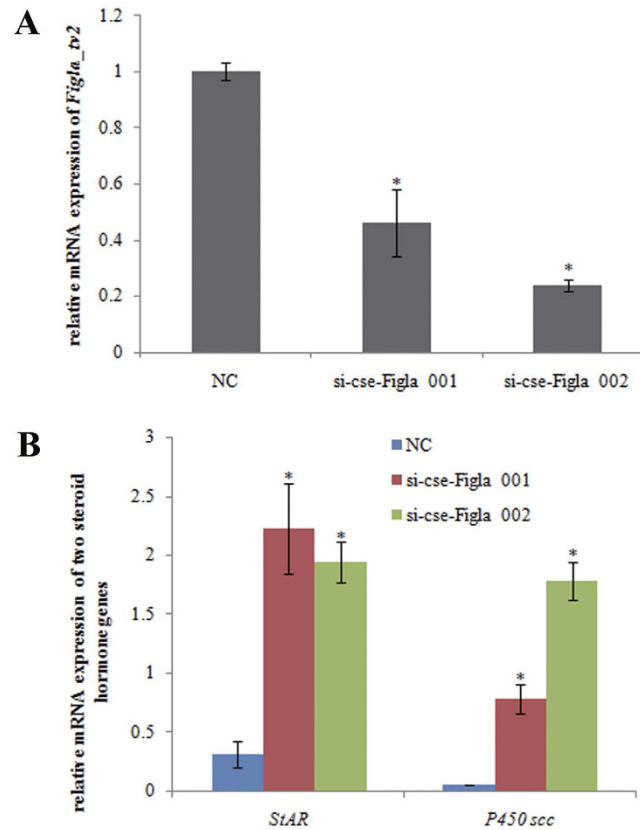 A
relative mRNA expression of Figla_tv2
1.2
1
0.8
0.6
0.4
0.2
0
*
*
NC
si-cse-Figla 001
si-cse-Figla 002
B
relative mRNA expression of two steroid
hormonegenes
3
2.5
2
1.5
1
0.5
0
NC
si-cse-Figla 001
si-cse-Figla 002
*
*
*
*
StAR
P450 scc